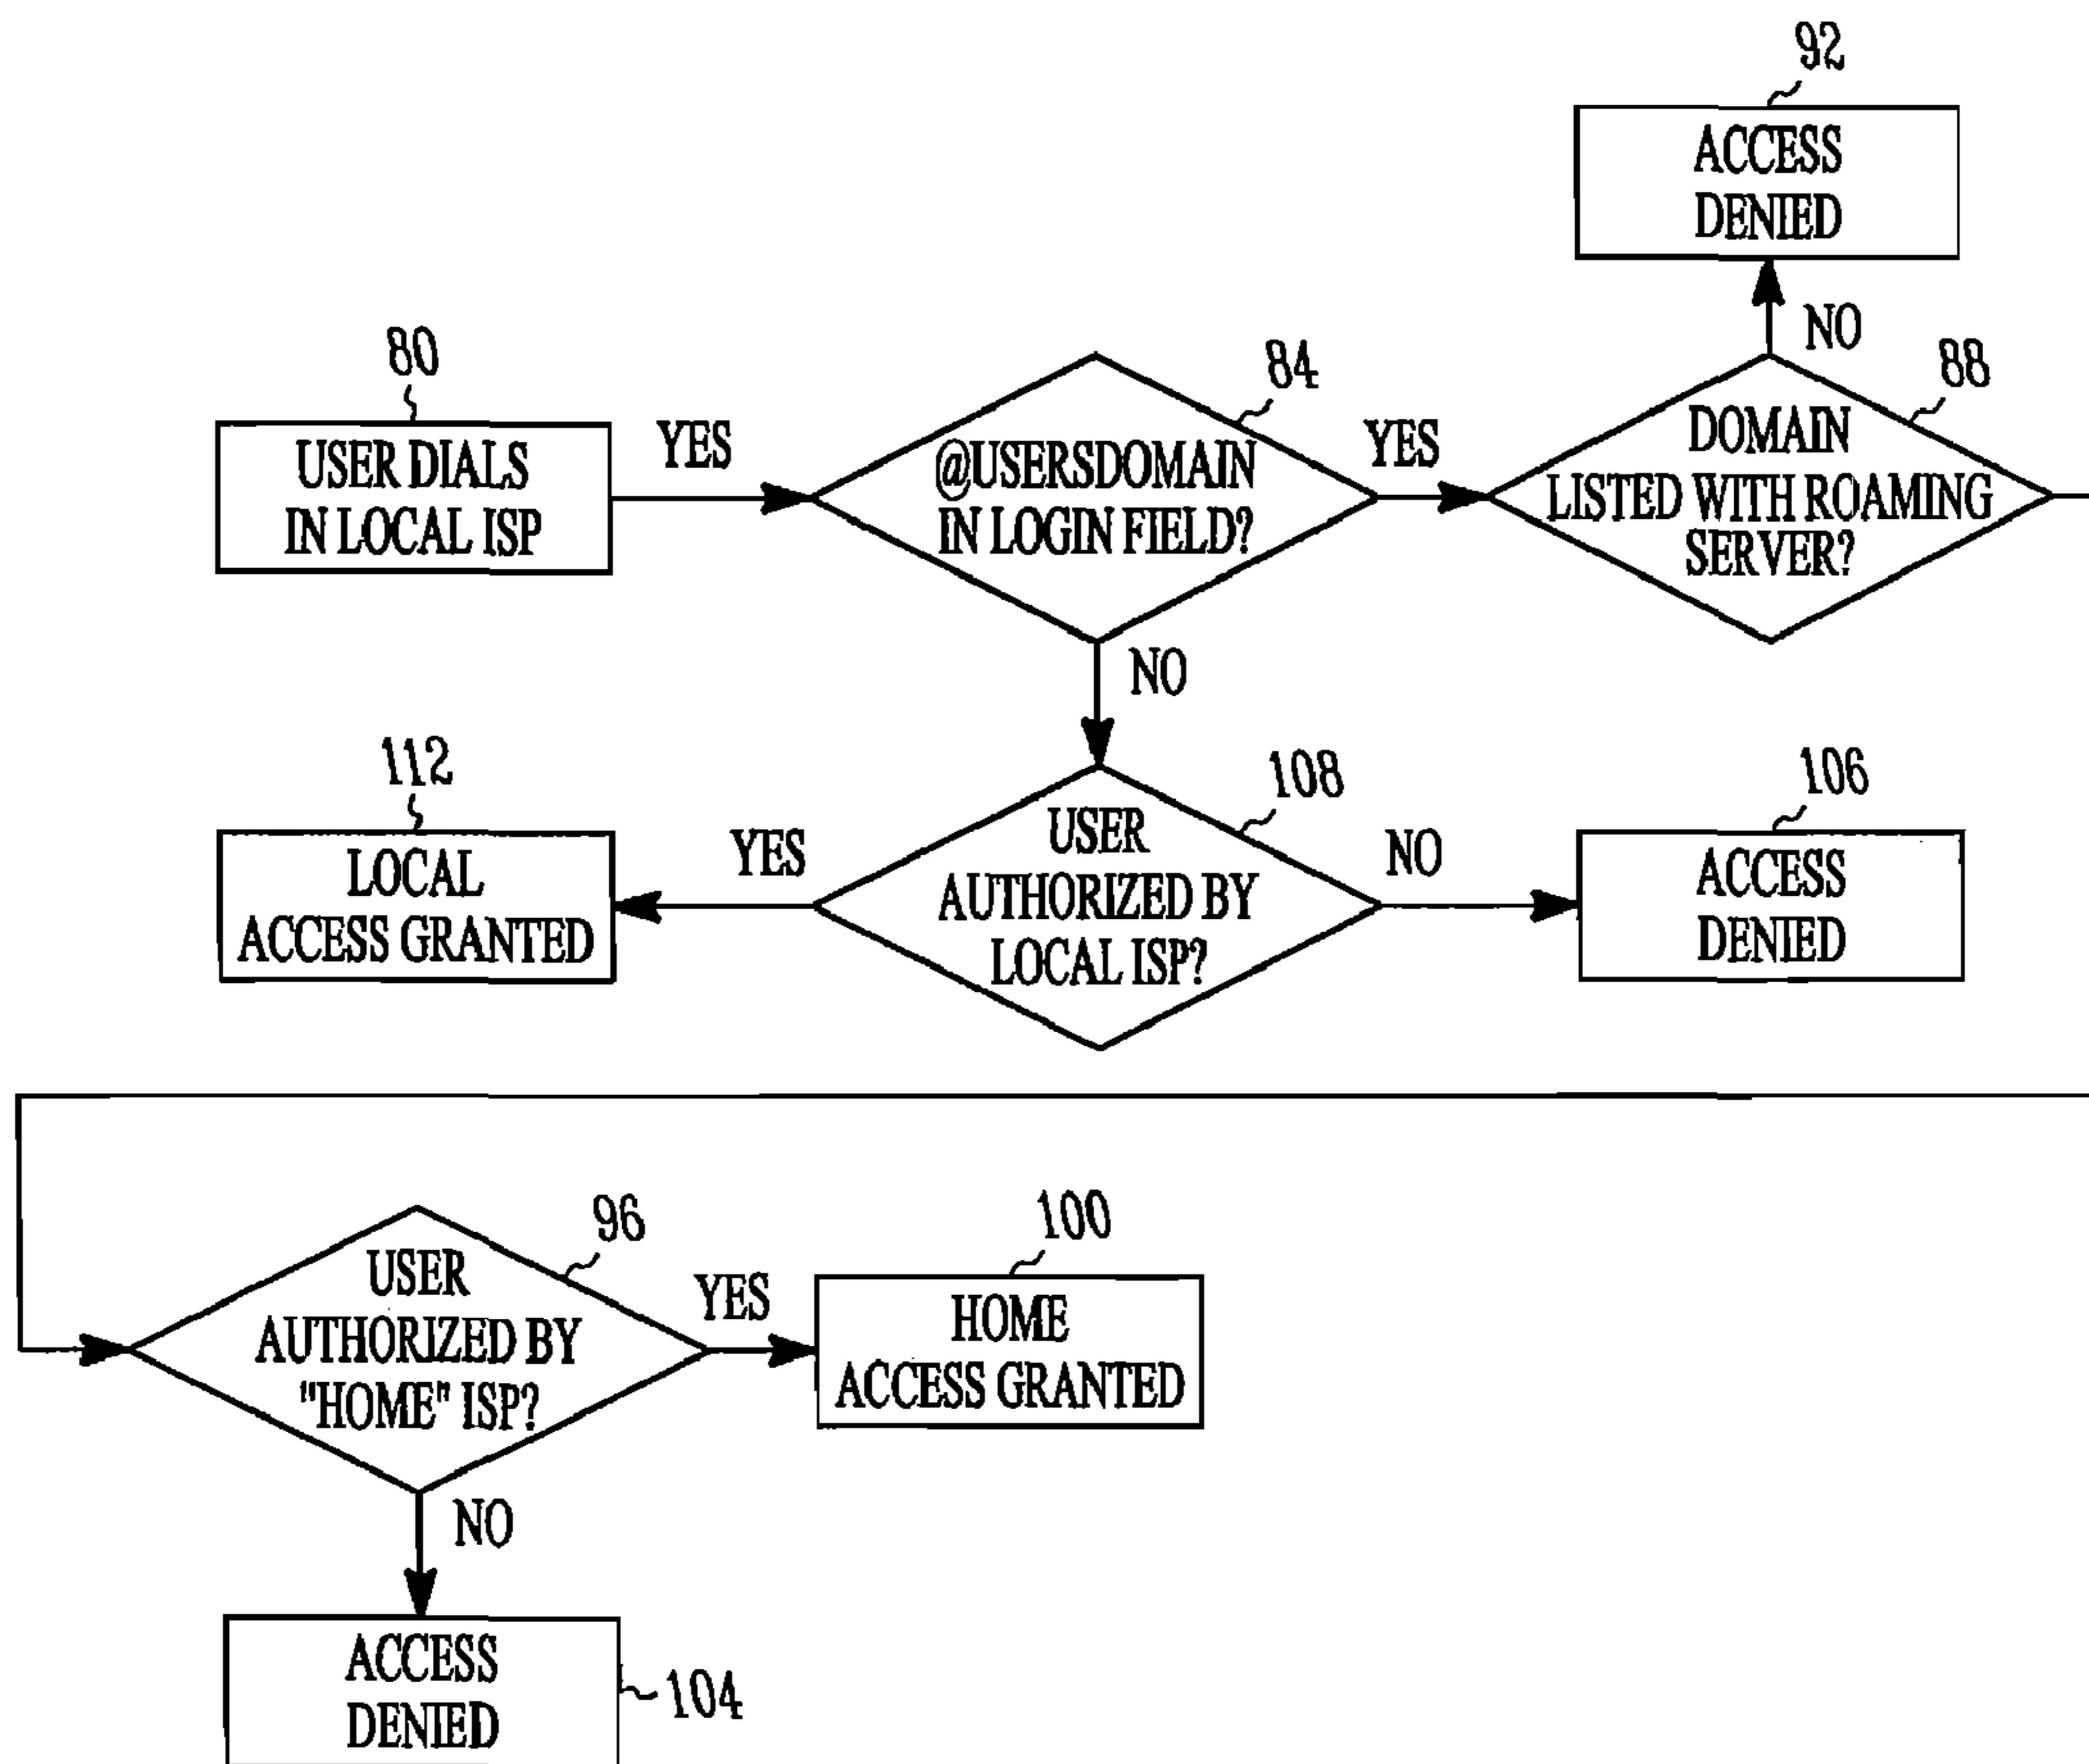 92
ACCESS
DENIED
NO
80
USER DIALS
IN LOCAL ISP
YES
84
@USERSDOMAIN
IN LOGIN FIELD?
YES
88
DOMAIN
LISTED WITH ROAMING
SERVER?
NO
112
LOCAL
ACCESS GRANTED
YES
108
USER
AUTHORIZED BY
LOCAL ISP?
NO
106
ACCESS
DENIED
96
USER
AUTHORIZED BY
"HOME" ISP?
YES
100
HOME
ACCESS GRANTED
NO
ACCESS
DENIED
104